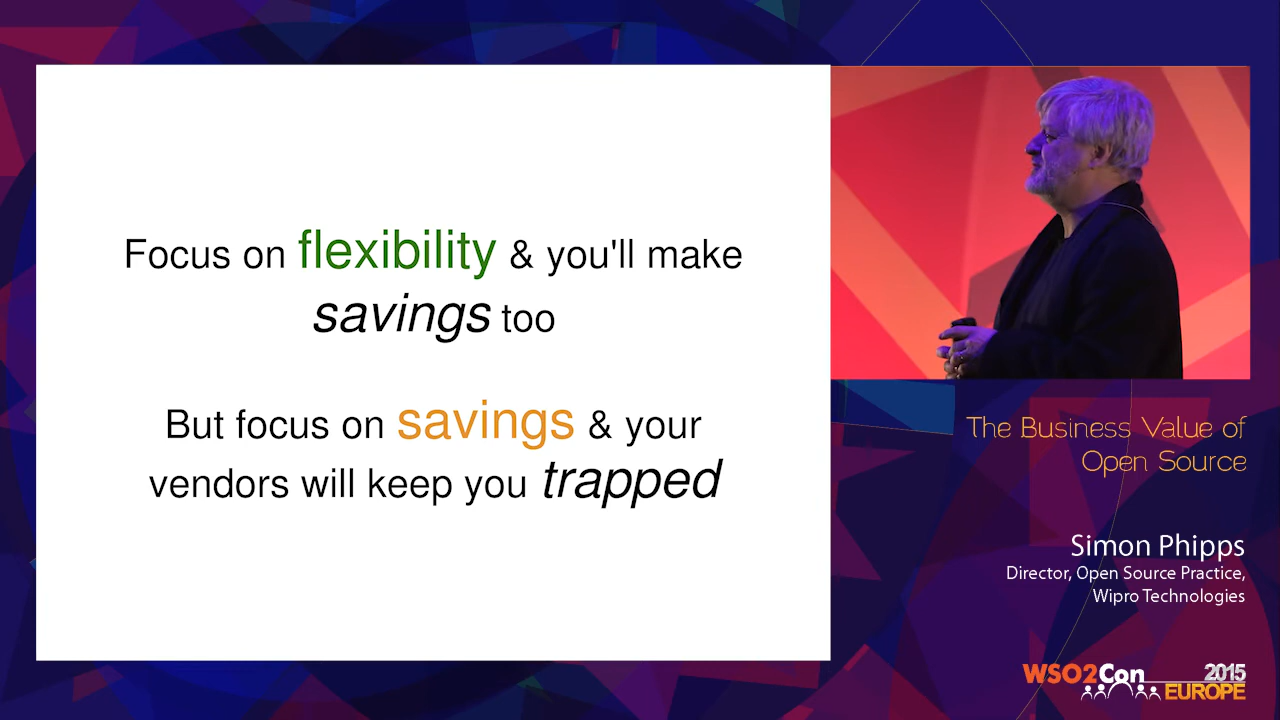 Focus on flexibility & you'll make
savings too
But focus on savings & your
vendors will keep you trapped
The Business Value of
Open Source
Simon Phipps
Director, Open Source Practice,
Wipro Technologies
WSO2Con 2015
EUROPE